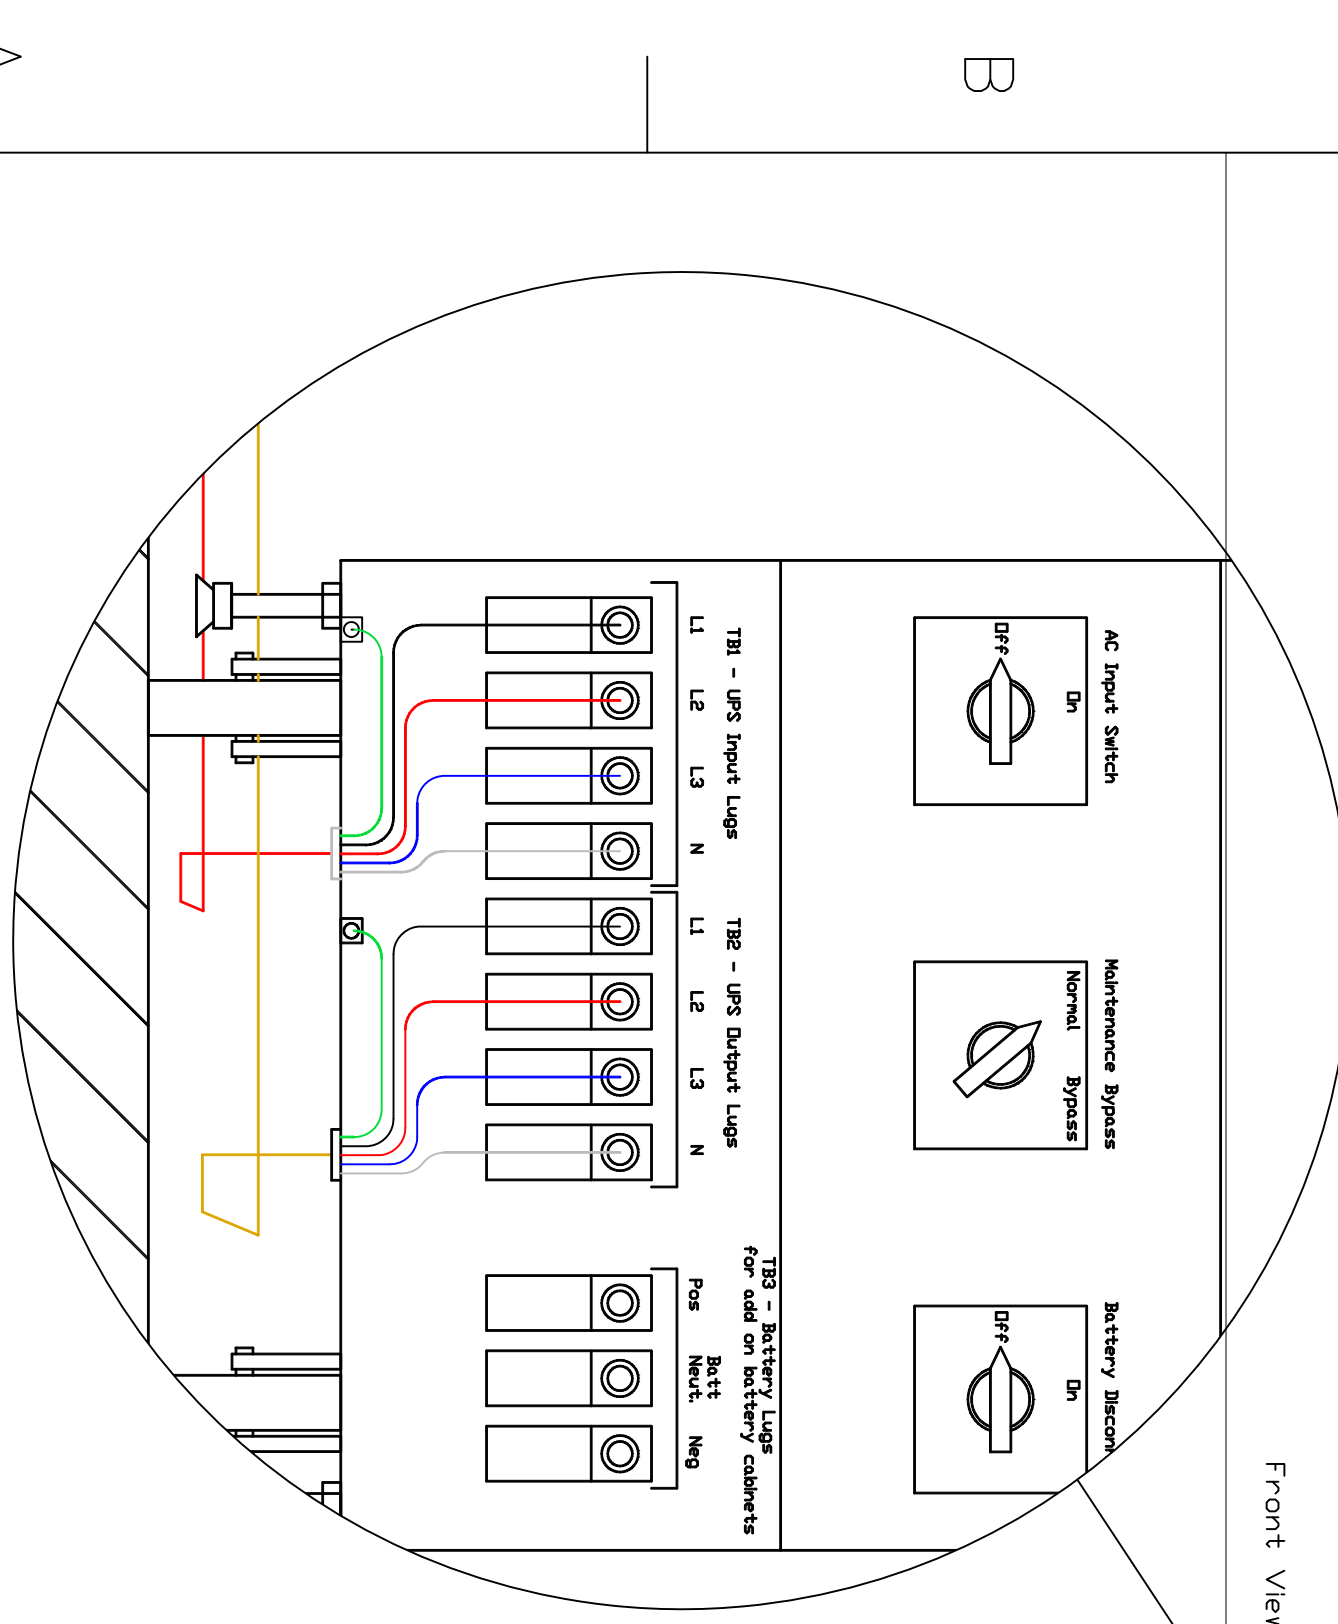 B
Front View
AC Input Switch
On
Off
Maintenance Bypass
Normal
Bypass
Battery
On
Off
TB1 - UPS Input Lugs
L1
L2
L3
N
TB2 - UPS Output Lugs
L1
L2
L3
N
TB3 - Battery Lugs
for add on battery cabinets
Pos
Batt
Neut.
Neg